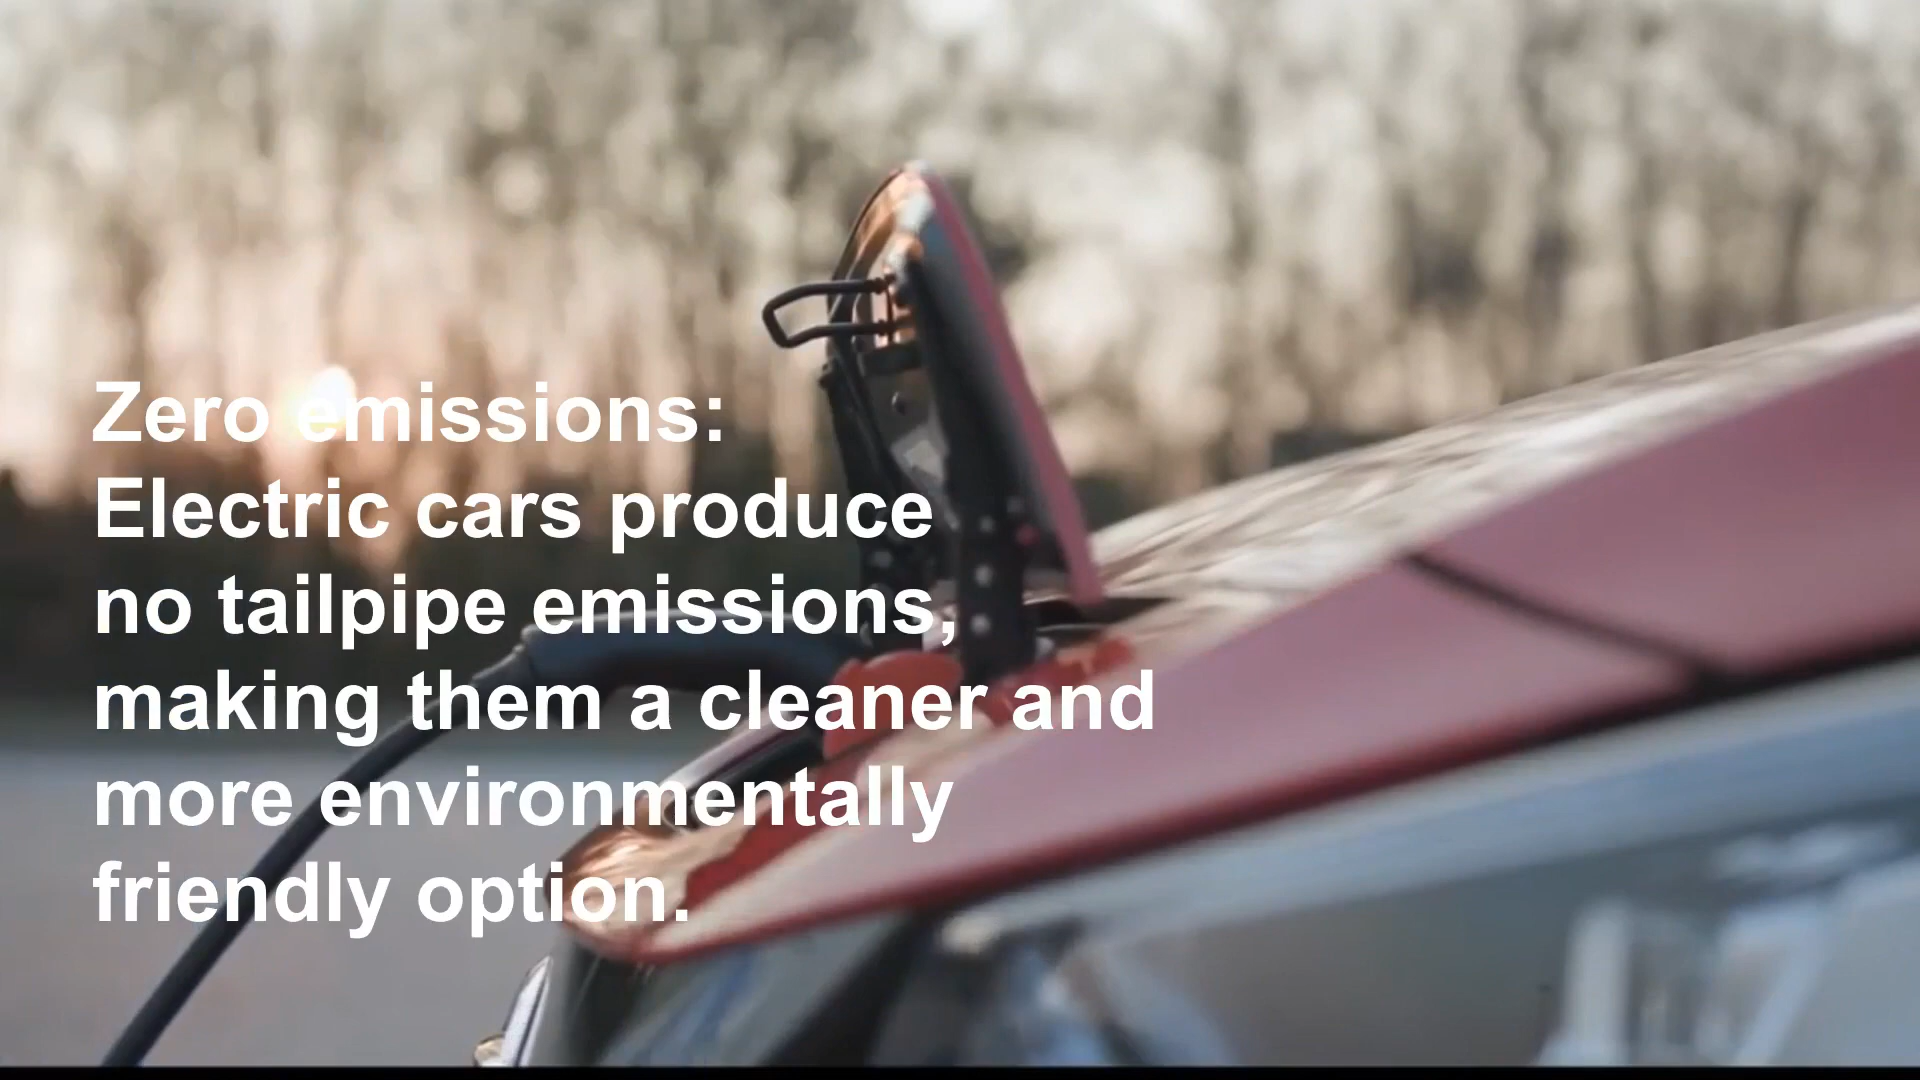 Zero emissions:
Electric cars produce
no tailpipe emissions,
making them a cleaner and
more environmentally
friendly option.